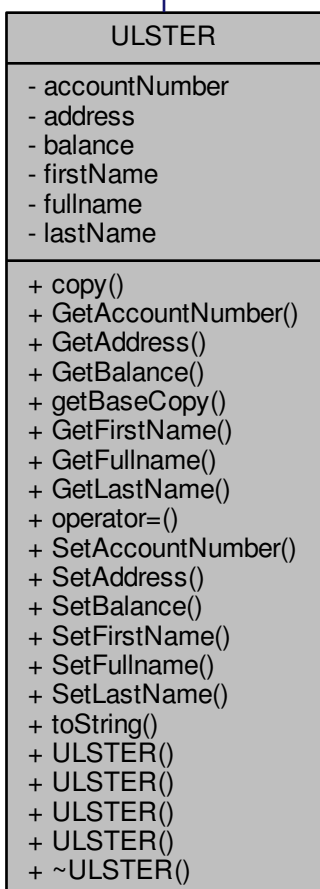 ULSTER
- accountNumber
- address
- balance
- firstName
- fullname
- lastName
+ copy()
+ GetAccountNumber()
+ GetAddress()
+ GetBalance()
+ getBaseCopy()
+ GetFirstName()
+ GetFullname()
+ GetLastName()
+ operator=()
+ SetAccountNumber()
+ SetAddress()
+ SetBalance()
+ SetFirstName()
+ SetFullname()
+ SetLastName()
+ toString()
+ ULSTER()
+ ULSTER()
+ ULSTER()
+ ULSTER()
+ ~ULSTER()